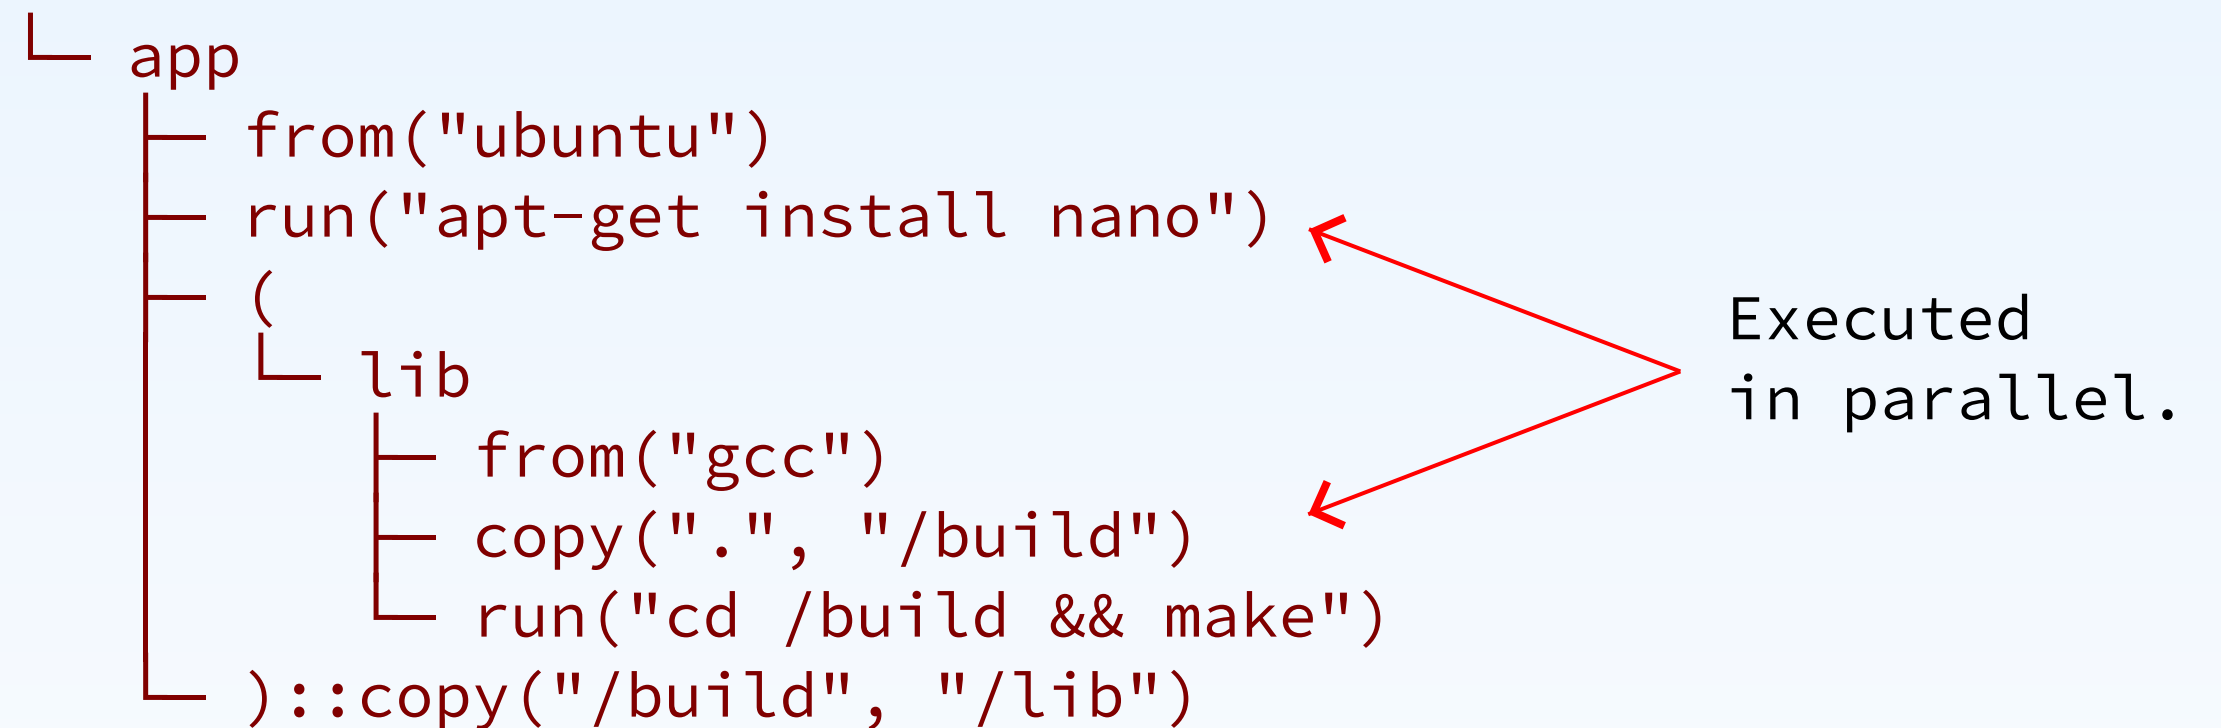 app
from("ubuntu")
run("apt-get install nano")
(
lib
from("gcc")
copy(".", "/build")
run("cd /build && make")
)::copy("/build", "/lib")
Executed
in parallel.